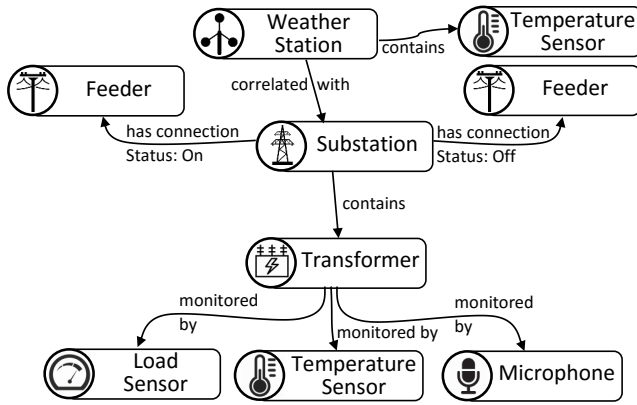 Weather
Station
contains
Temperature
Sensor
correlated with
Feeder
Feeder
has connection
Status: On
Substation
has connection
Status: Off
contains
Transformer
monitored
by
monitored by
monitored
by
Load
Sensor
Temperature
Sensor
Microphone